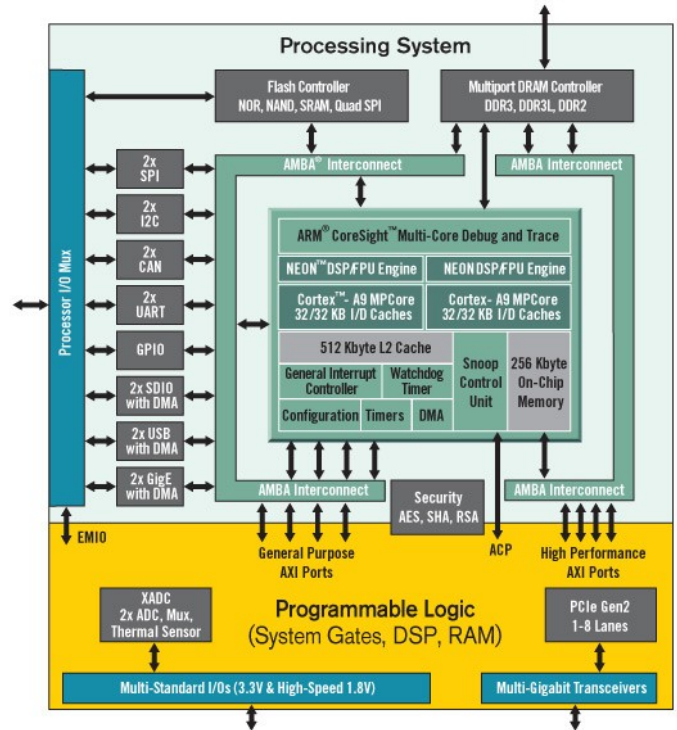 Processing System
Flash Controller
NOR, NAND, SRAM, Quad SPI
Multiport DRAM Controller
DDR3, DDR3L, DDR2
AMBA® Interconnect
AMBA Interconnect
Processor I/O Mux
2x
SPI
2x
I2C
2x
CAN
2x
UART
GPIO
2x SDIO
with DMA
2x USB
with DMA
2x GigE
with DMA
ARM® CoreSight™ Multi-Core Debug and Trace
NEON™ DSP/FPU Engine
NEON DSP/FPU Engine
Cortex™- A9 MPCore
32/32 KB I/D Caches
Cortex- A9 MPCore
32/32 KB I/D Caches
512 Kbyte L2 Cache
General Interrupt
Controller
Watchdog
Timer
Configuration
Timers
DMA
Snoop
Control
Unit
256 Kbyte
On-Chip
Memory
AMBA Interconnect
Security
AES, SHA, RSA
AMBA Interconnect
EMIO
General Purpose
AXI Ports
ACP
High Performance
AXI Ports
XADC
2x ADC, Mux,
Thermal Sensor
Programmable Logic
(System Gates, DSP, RAM)
PCIe Gen2
1-8 Lanes
Multi-Standard I/Os (3.3V & High-Speed 1.8V)
Multi-Gigabit Transceivers